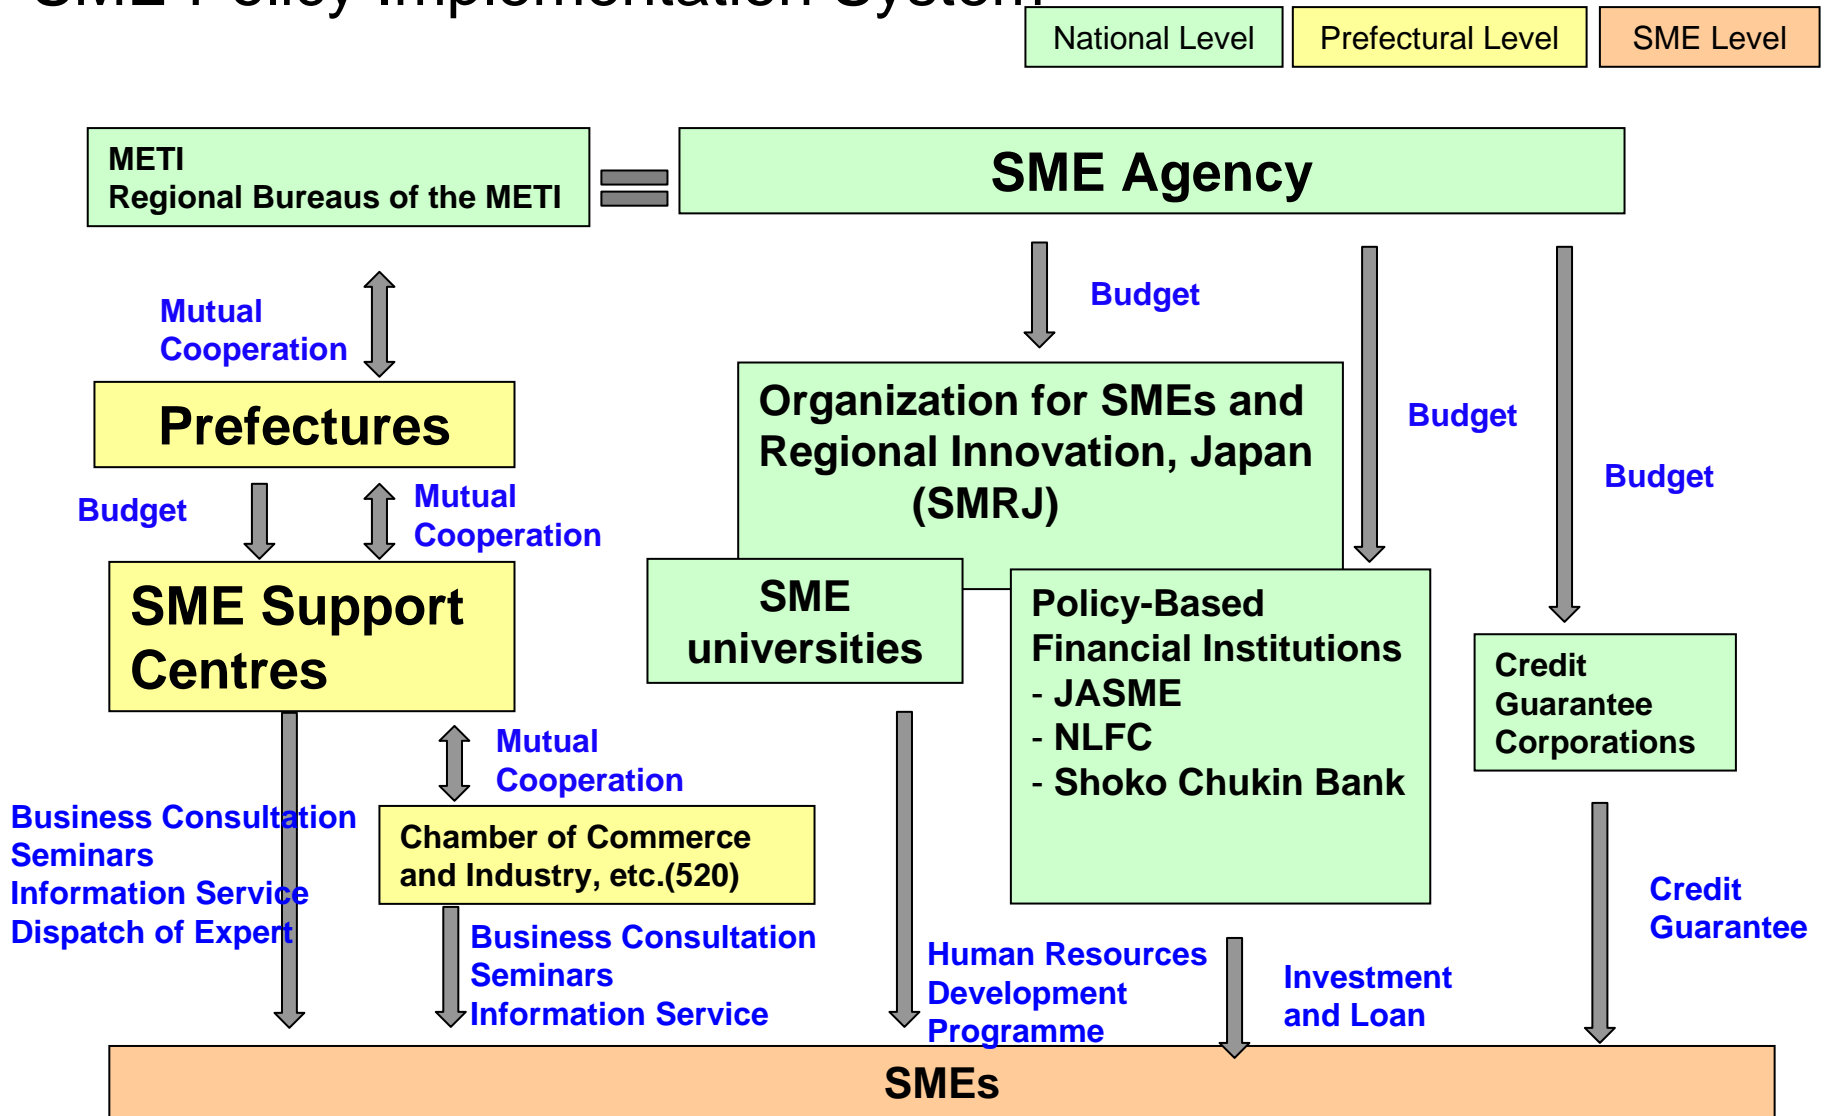 SME Policy Implementation System
National Level
Prefectural Level
SME Level
METI
Regional Bureaus of the METI
SME Agency
Budget
Mutual
Cooperation
Prefectures
Organization for SMEs and
Regional Innovation, Japan
(SMRJ)
Budget
Budget
Budget
Mutual
Cooperation
SME Support
Centres
SME
universities
Policy-Based
Financial Institutions
- JASME
- NLFC
- Shoko Chukin Bank
Credit
Guarantee
Corporations
Mutual
Cooperation
Business Consultation
Seminars
Information Service
Dispatch of Expert
Chamber of Commerce
and Industry, etc.(520)
Business Consultation
Seminars
Information Service
Human Resources
Development
Programme
Investment
and Loan
Credit
Guarantee
SMEs